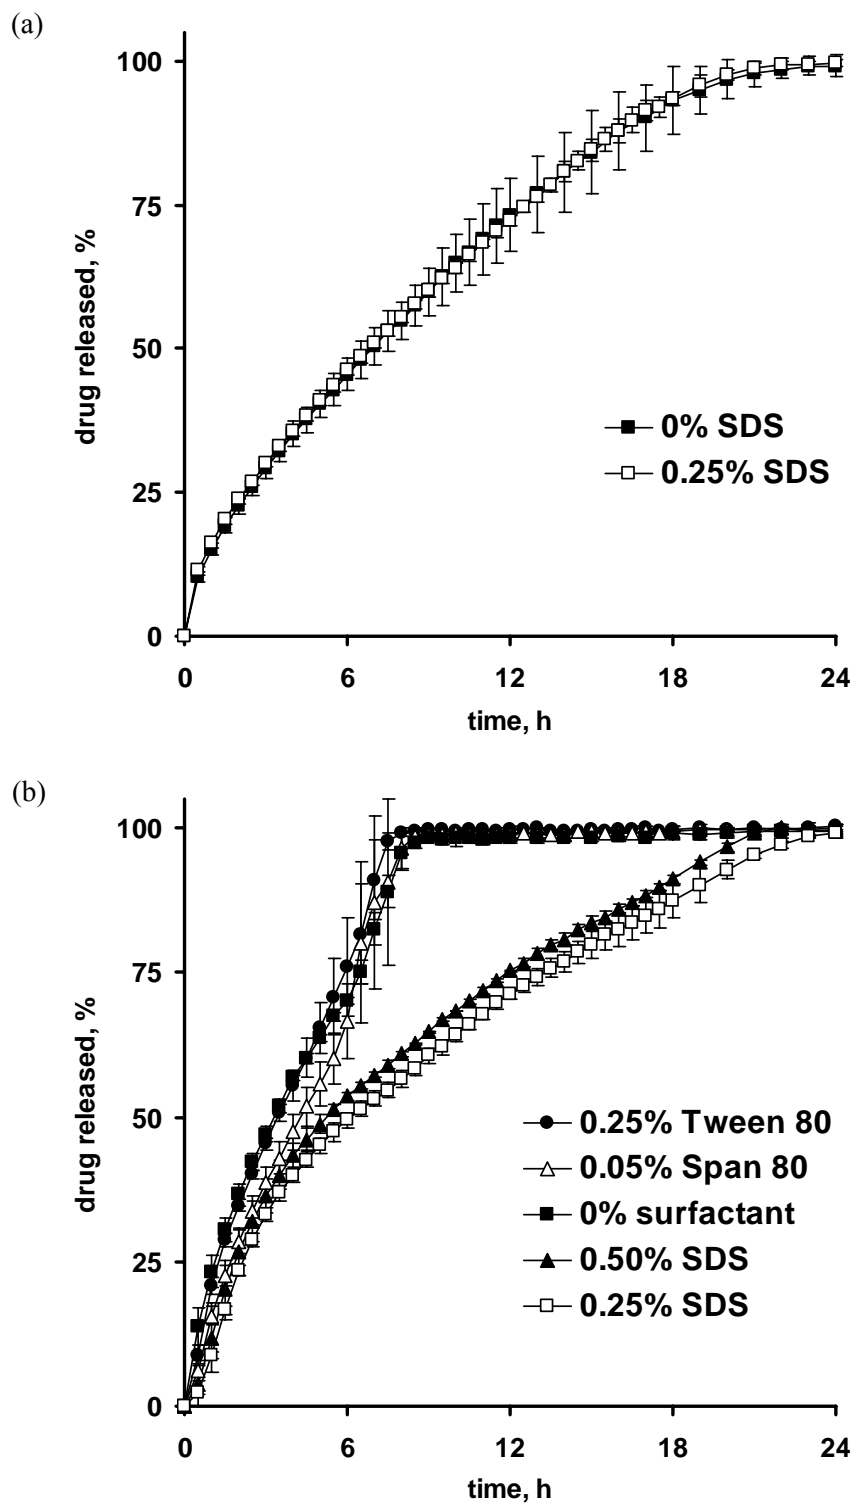 (a)
100
75
50
25
0
drug released, %
0% SDS
0.25% SDS
0 6 12 18 24
time, h
(b)
100
75
50
25
0
drug released, %
0.25% Tween 80
0.05% Span 80
0% surfactant
0.50% SDS
0.25% SDS
0 6 12 18 24
time, h